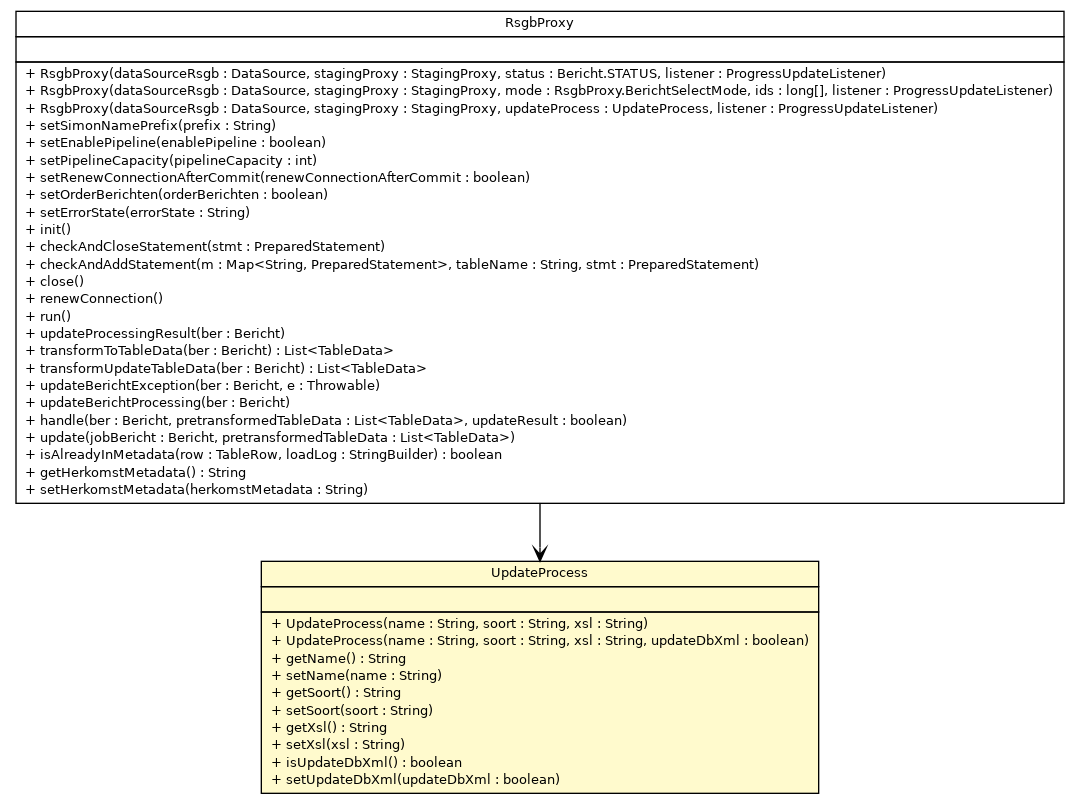 RsgbProxy
+ RsgbProxy(dataSourceRsgb : DataSource, stagingProxy : StagingProxy, status : Bericht.STATUS, listener : ProgressUpdateListener)
+ RsgbProxy(dataSourceRsgb : DataSource, stagingProxy : StagingProxy, mode : RsgbProxy.BerichtSelectMode, ids : long[], listener : ProgressUpdateListener)
+ RsgbProxy(dataSourceRsgb : DataSource, stagingProxy : StagingProxy, updateProcess : UpdateProcess, listener : ProgressUpdateListener)
+ setSimonNamePrefix(prefix : String)
+ setEnablePipeline(enablePipeline : boolean)
+ setPipelineCapacity(pipelineCapacity : int)
+ setRenewConnectionAfterCommit(renewConnectionAfterCommit : boolean)
+ setOrderBerichten(orderBerichten : boolean)
+ setErrorState(errorState : String)
+ init()
+ checkAndCloseStatement(stmt : PreparedStatement)
+ checkAndAddStatement(m : Map<String, PreparedStatement>, tableName : String, stmt : PreparedStatement)
+ close()
+ renewConnection()
+ run()
+ updateProcessingResult(ber : Bericht)
+ transformToTableData(ber : Bericht) : List<TableData>
+ transformUpdateTableData(ber : Bericht) : List<TableData>
+ updateBerichtException(ber : Bericht, e : Throwable)
+ updateBerichtProcessing(ber : Bericht)
+ handle(ber : Bericht, pretransformedTableData : List<TableData>, updateResult : boolean)
+ update(jobBericht : Bericht, pretransformedTableData : List<TableData>)
+ isAlreadyInMetadata(row : TableRow, loadLog : StringBuilder) : boolean
+ getHerkomstMetadata() : String
+ setHerkomstMetadata(herkomstMetadata : String)
UpdateProcess
+ UpdateProcess(name : String, soort : String, xsl : String)
+ UpdateProcess(name : String, soort : String, xsl : String, updateDbXml : boolean)
+ getName() : String
+ setName(name : String)
+ getSoort() : String
+ setSoort(soort : String)
+ getXsl() : String
+ setXsl(xsl : String)
+ isUpdateDbXml() : boolean
+ setUpdateDbXml(updateDbXml : boolean)